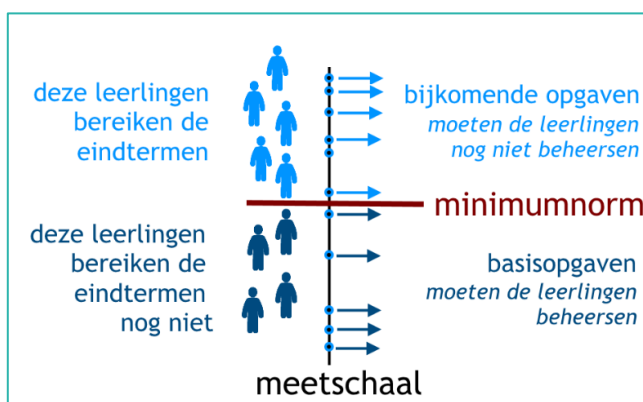 deze leerlingen
bereiken de
eindtermen
bijkomende opgaven
moeten de leerlingen
nog niet beheersen
minimumnorm
deze leerlingen
bereiken de
eindtermen
nog niet
basisopgaven
moeten de leerlingen
beheersen
meetschaal